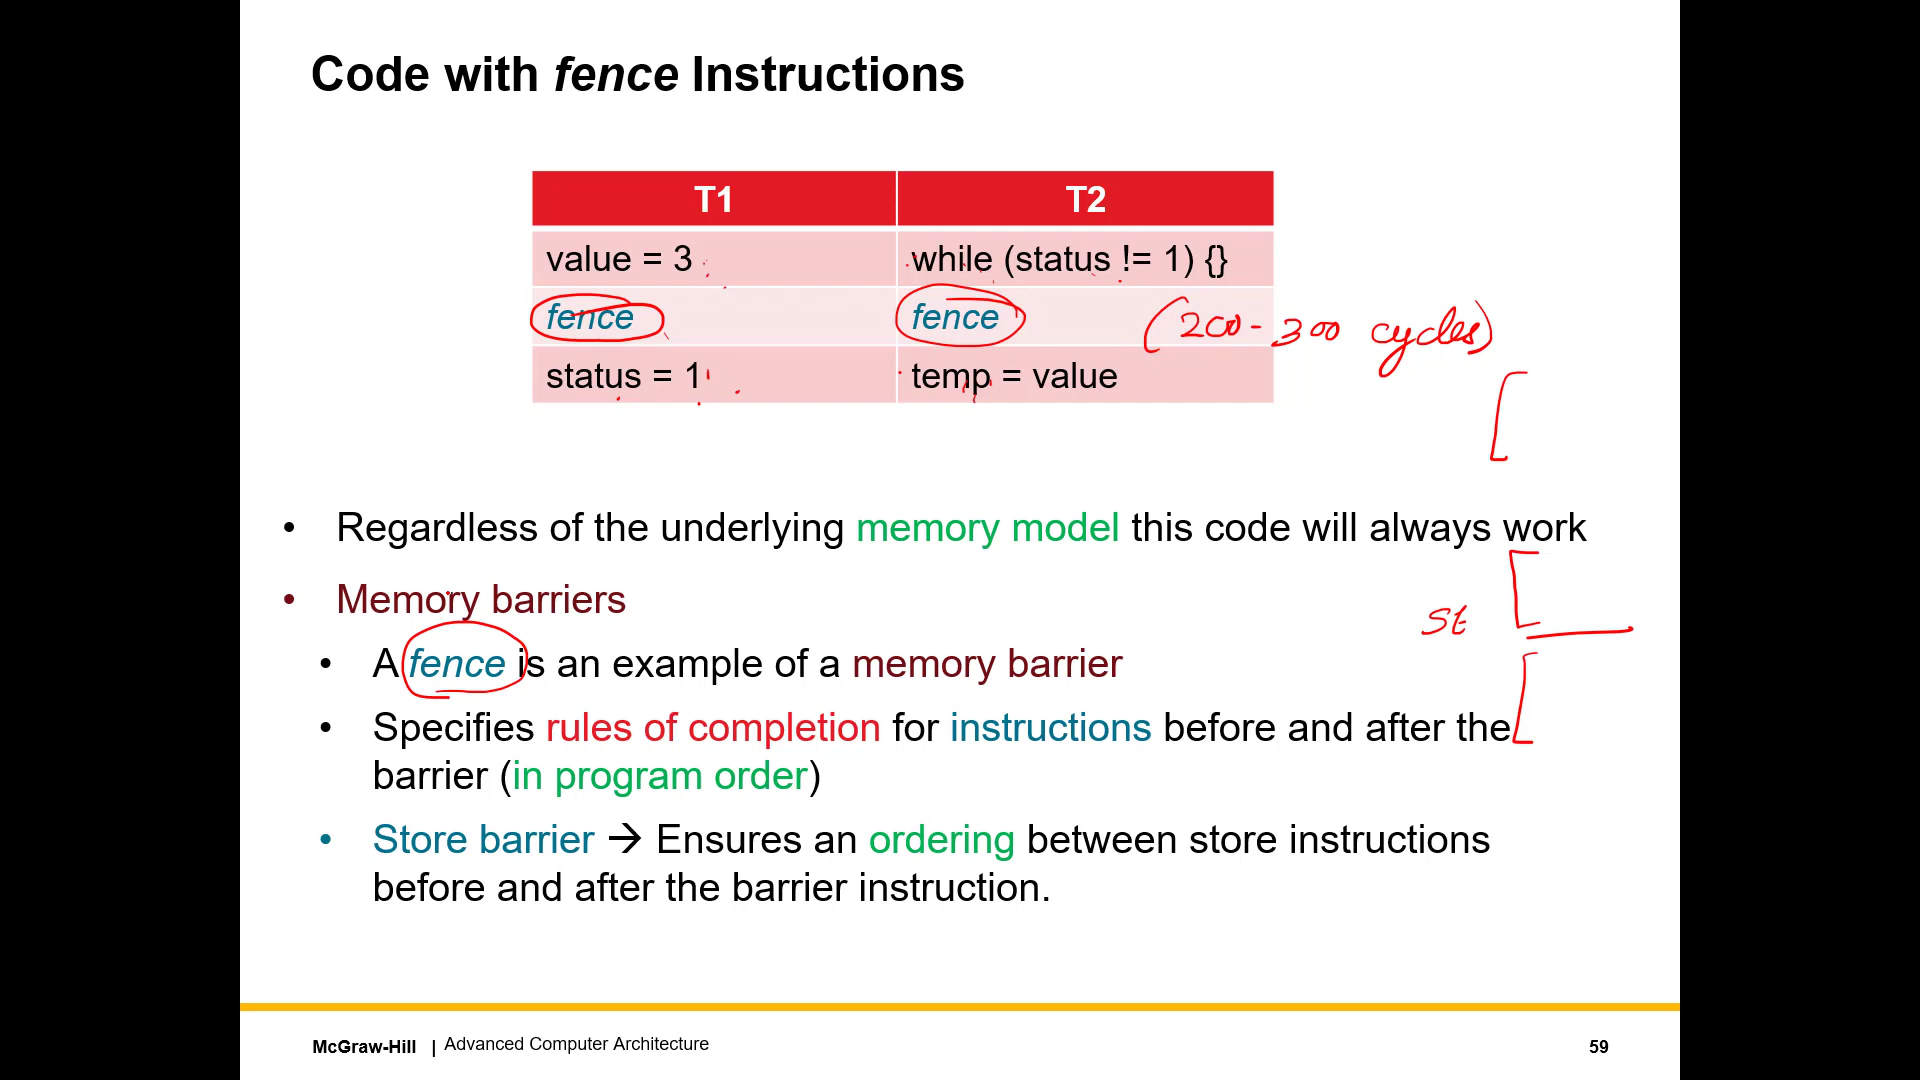 Code with fence Instructions
T1 T2
value = 3 while (status != 1) {}
fence fence (200-300 cycles)
status = 1 temp = value
• Regardless of the underlying memory model this code will always work
• Memory barriers
St
• A fence is an example of a memory barrier
• Specifies rules of completion for instructions before and after the
barrier (in program order)
• Store barrier → Ensures an ordering between store instructions
before and after the barrier instruction.
McGraw-Hill | Advanced Computer Architecture 59